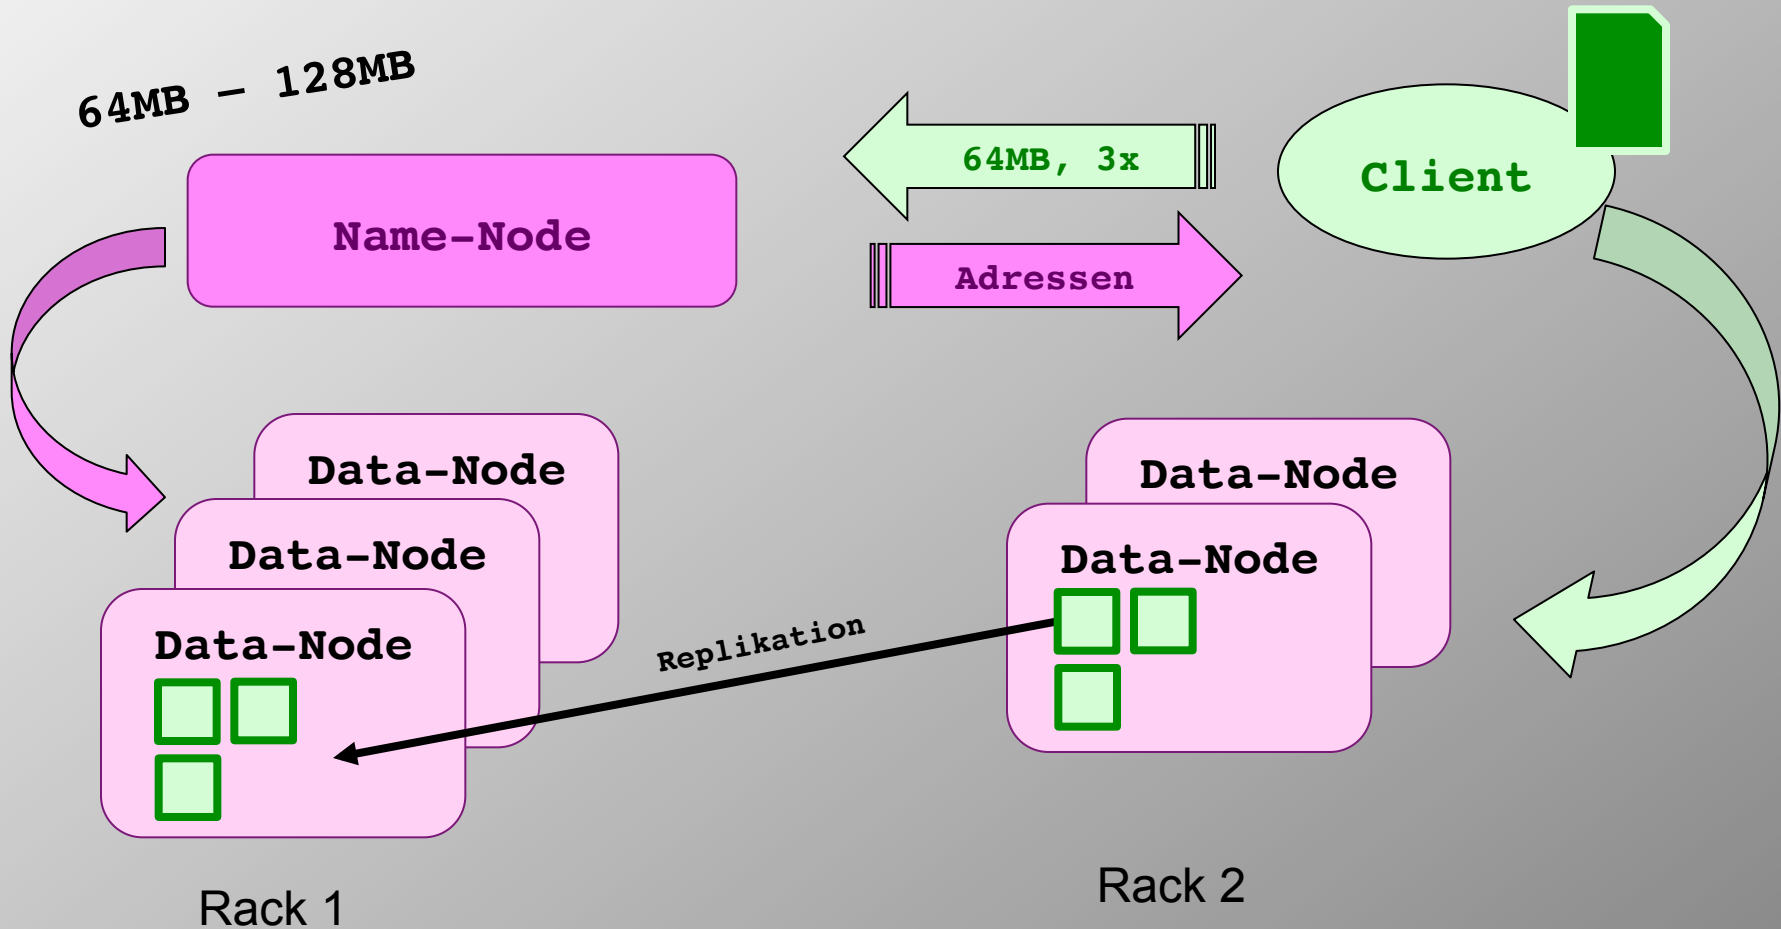 64MB – 128MB
64MB, 3x
Client
Name-Node
Adressen
Data-Node
Data-Node
Data-Node
Data-Node
Data-Node
Replikation
Rack 1
Rack 2